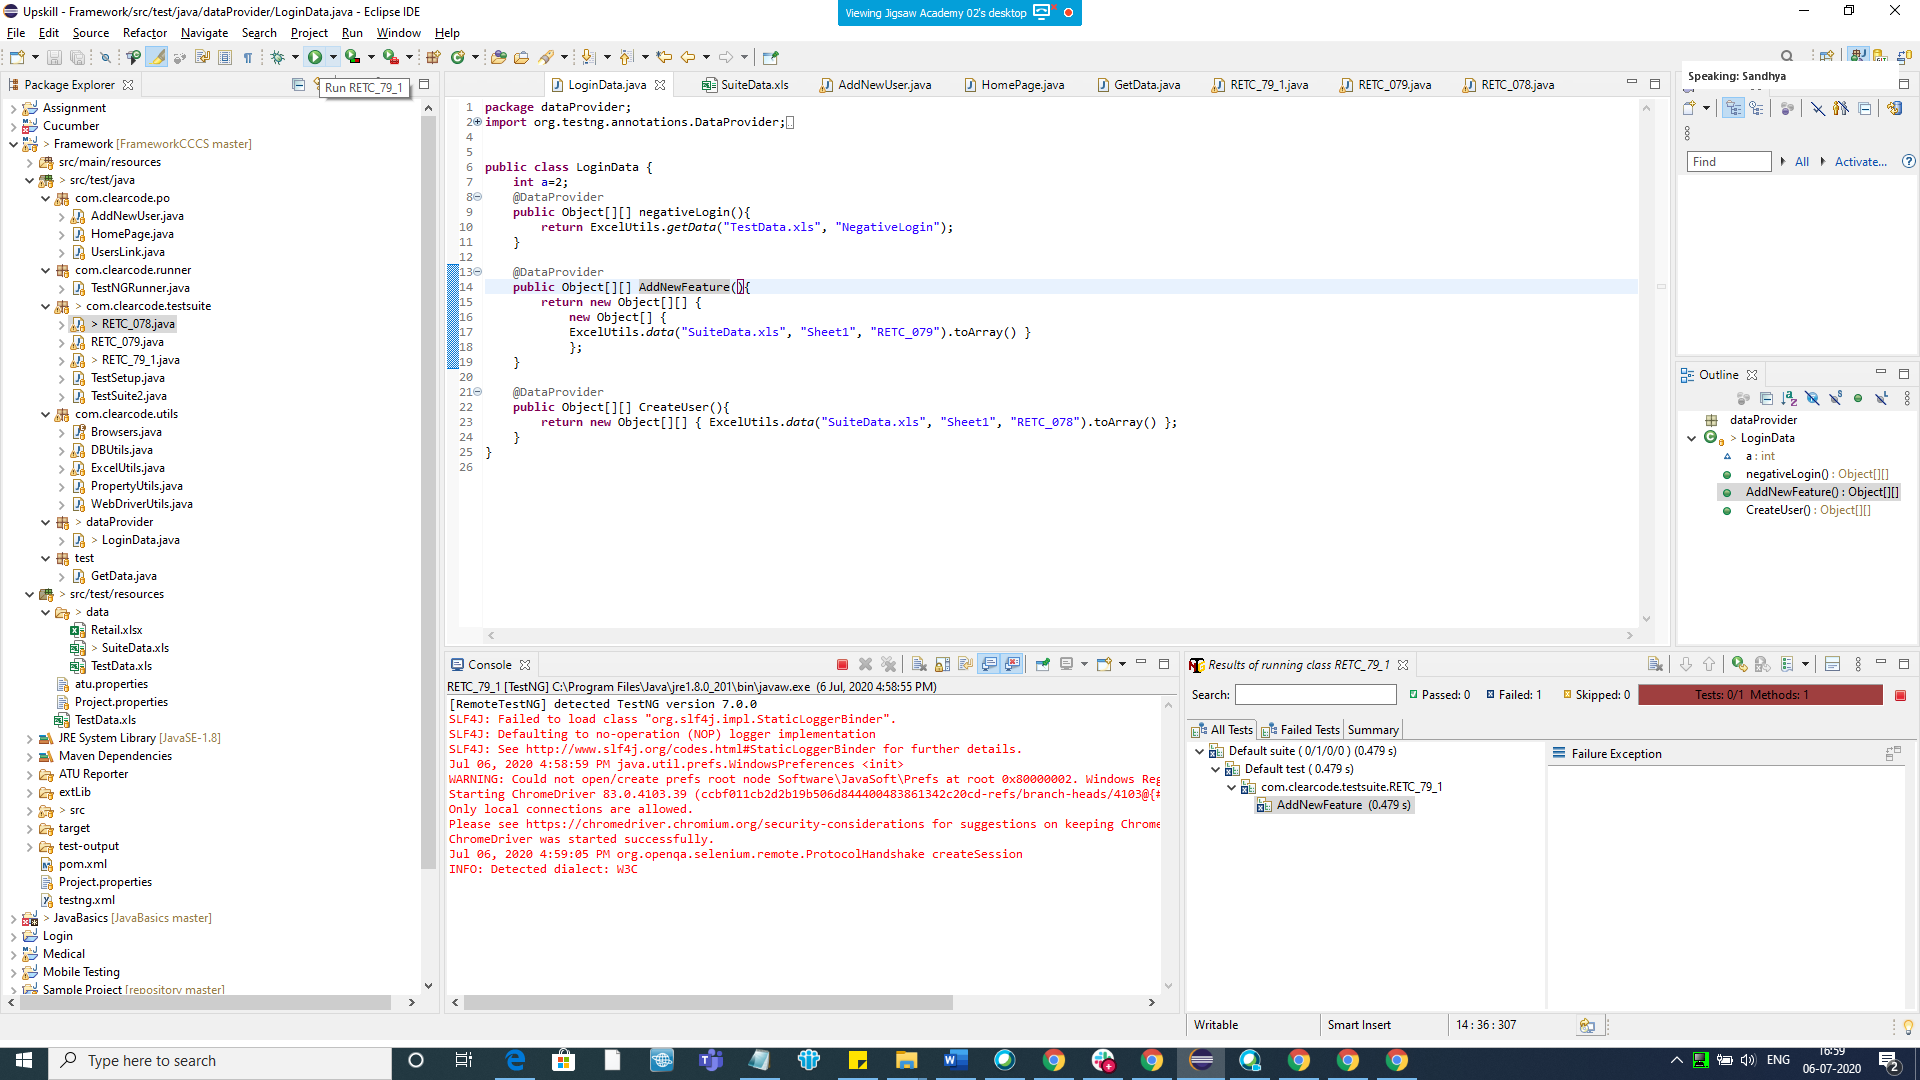 Upskill - Framework/src/test/java/dataProvider/LoginData.java - Eclipse IDE
Viewing Jigsaw Academy 02's desktop
File Edit Source Refactor Navigate Search Project Run Window Help
Speaking: Sandhya
Package Explorer
Run RETC_79_1
LoginData.java SuiteData.xls AddNewUser.java HomePage.java GetData.java RETC_79_1.java RETC_079.java RETC_078.java
Assignment
Cucumber
> Framework [FrameworkCCCS master]
src/main/resources
> src/test/java
com.clearcode.po
AddNewUser.java
HomePage.java
UsersLink.java
com.clearcode.runner
TestNGRunner.java
> com.clearcode.testsuite
> RETC_078.java
RETC_079.java
> RETC_79_1.java
TestSetup.java
TestSuite2.java
com.clearcode.utils
Browsers.java
DBUtils.java
ExcelUtils.java
PropertyUtils.java
WebDriverUtils.java
> dataProvider
> LoginData.java
test
GetData.java
> src/test/resources
> data
Retail.xlsx
> SuiteData.xls
TestData.xls
atu.properties
Project.properties
TestData.xls
JRE System Library [JavaSE-1.8]
Maven Dependencies
ATU Reporter
extLib
> src
target
test-output
pom.xml
Project.properties
testng.xml
> JavaBasics [JavaBasics master]
Login
Medical
Mobile Testing
Sample Project [repository master]
1 package dataProvider;
2 import org.testng.annotations.DataProvider;
4
5
6 public class LoginData {
7 int a=2;
8 @DataProvider
9 public Object[][] negativeLogin(){
10 return ExcelUtils.getData("TestData.xls", "NegativeLogin");
11 }
12
13 @DataProvider
14 public Object[][] AddNewFeature(){
15 return new Object[][] {
16 new Object[] {
17 ExcelUtils.data("SuiteData.xls", "Sheet1", "RETC_079").toArray() }
18 };
19 }
20
21 @DataProvider
22 public Object[][] CreateUser(){
23 return new Object[][] { ExcelUtils.data("SuiteData.xls", "Sheet1", "RETC_078").toArray() };
24 }
25 }
26
Find All Activate...
Outline
dataProvider
> LoginData
a : int
negativeLogin() : Object[][]
AddNewFeature() : Object[][]
CreateUser() : Object[][]
Console
RETC_79_1 [TestNG] C:\Program Files\Java\jre1.8.0_201\bin\javaw.exe (6 Jul, 2020 4:58:55 PM)
[RemoteTestNG] detected TestNG version 7.0.0
SLF4J: Failed to load class "org.slf4j.impl.StaticLoggerBinder".
SLF4J: Defaulting to no-operation (NOP) logger implementation
SLF4J: See http://www.slf4j.org/codes.html#StaticLoggerBinder for further details.
Jul 06, 2020 4:58:59 PM java.util.prefs.WindowsPreferences <init>
WARNING: Could not open/create prefs root node Software\JavaSoft\Prefs at root 0x80000002. Windows Reg
Starting ChromeDriver 83.0.4103.39 (ccbf011cb2d2b19b506d844400483861342c20cd-refs/branch-heads/4103@{#
Only local connections are allowed.
Please see https://chromedriver.chromium.org/security-considerations for suggestions on keeping Chrome
ChromeDriver was started successfully.
Jul 06, 2020 4:59:05 PM org.openqa.selenium.remote.ProtocolHandshake createSession
INFO: Detected dialect: W3C
Results of running class RETC_79_1
Search: Passed: 0 Failed: 1 Skipped: 0 Tests: 0/1 Methods: 1
All Tests Failed Tests Summary
Default suite ( 0/1/0/0 ) (0.479 s)
Default test ( 0.479 s)
com.clearcode.testsuite.RETC_79_1
AddNewFeature (0.479 s)
Failure Exception
Writable Smart Insert 14 : 36 : 307
Type here to search
ENG
16:59
06-07-2020
2